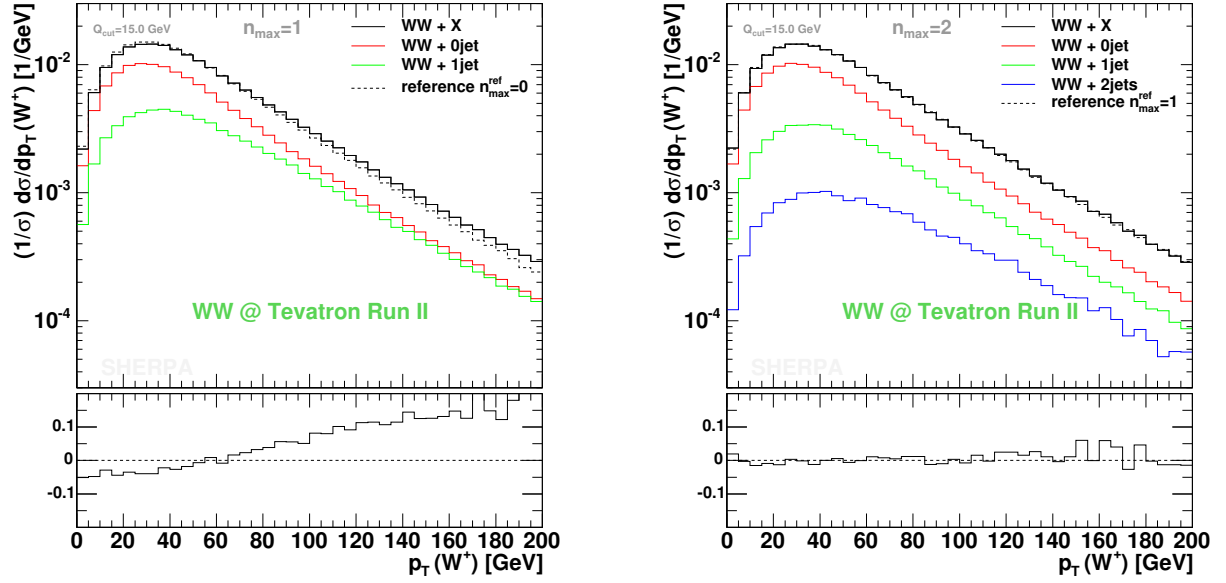 (1/σ) dσ/dp_T (W^+) [1/GeV]
Q_cut=15.0 GeV
n_max=1
WW + X
WW + 0jet
WW + 1jet
reference n_max^ref=0
10^-2
10^-3
10^-4
WW @ Tevatron Run II
SHERPA
0.1
0
-0.1
0 20 40 60 80 100 120 140 160 180 200
p_T (W^+) [GeV]
(1/σ) dσ/dp_T (W^+) [1/GeV]
Q_cut=15.0 GeV
n_max=2
WW + X
WW + 0jet
WW + 1jet
WW + 2jets
reference n_max^ref=1
10^-2
10^-3
10^-4
WW @ Tevatron Run II
SHERPA
0.1
0
-0.1
0 20 40 60 80 100 120 140 160 180 200
p_T (W^+) [GeV]